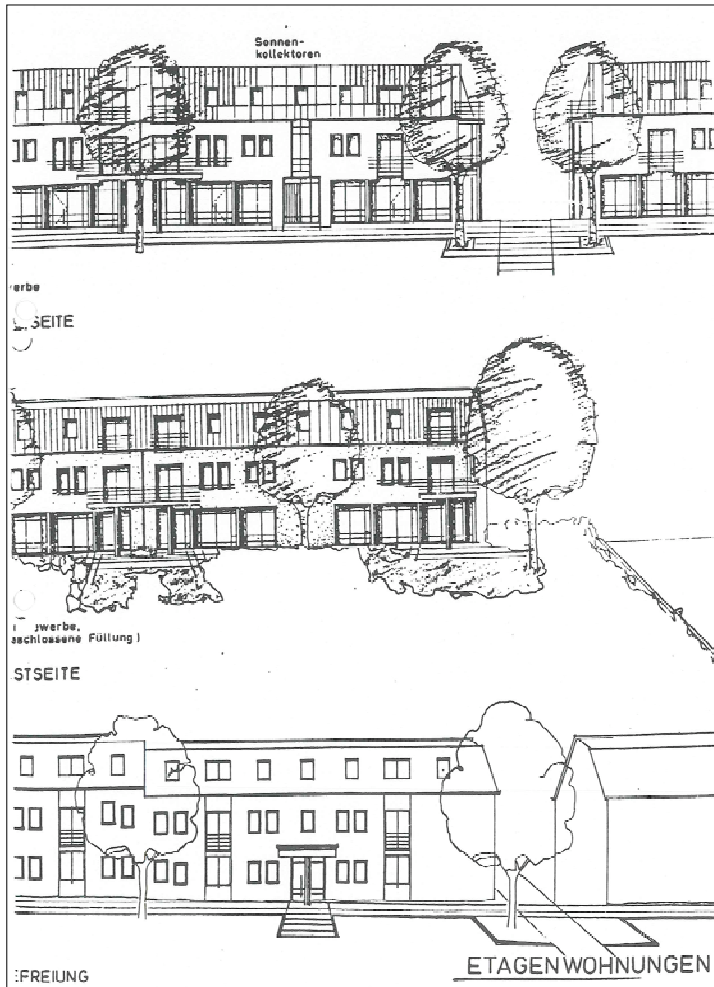 Sonnen-
kollektoren
erbe
SEITE
werbe,
schlossene Füllung)
STSEITE
ETAGENWOHNUNGEN
EFREIUNG